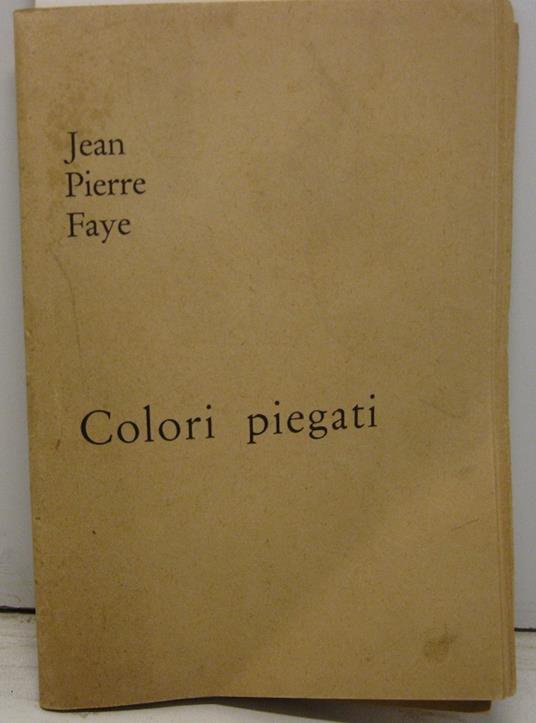 Jean
Pierre
Faye
Colori piegati